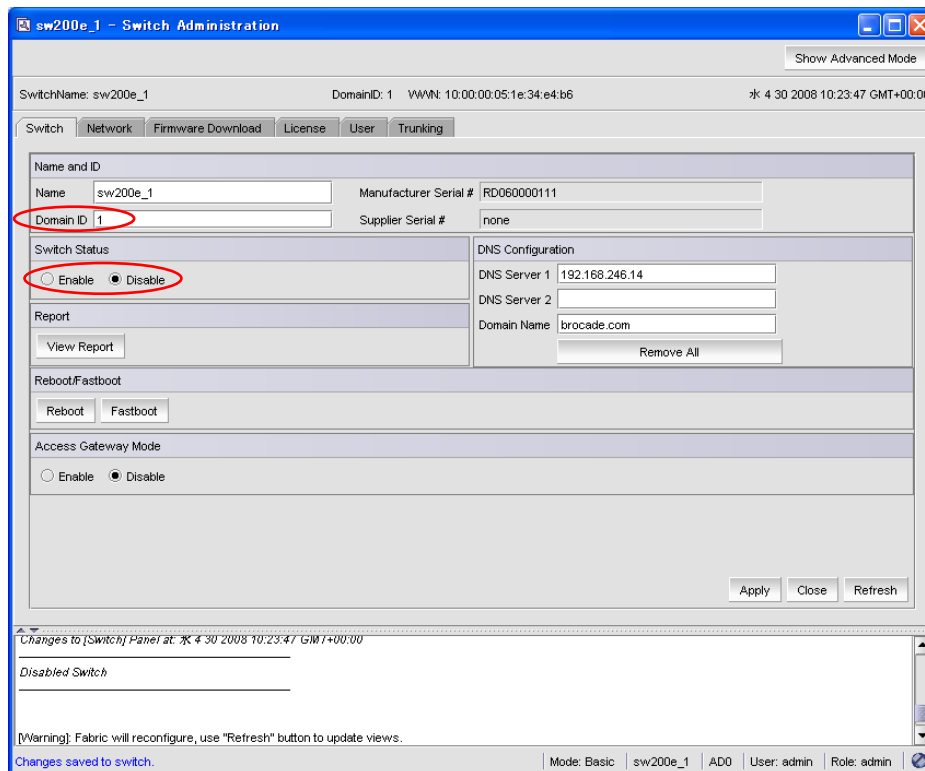 sw200e_1 - Switch Administration
Show Advanced Mode
SwitchName: sw200e_1 DomainID: 1 WWN: 10:00:00:05:1e:34:e4:b6 水 4 30 2008 10:23:47 GMT+00:00
Switch Network Firmware Download License User Trunking
Name and ID
Name sw200e_1 Manufacturer Serial # RD060000111
Domain ID 1 Supplier Serial # none
Switch Status DNS Configuration
Enable Disable DNS Server 1 192.168.246.14
DNS Server 2
Report Domain Name brocade.com
View Report Remove All
Reboot/Fastboot
Reboot Fastboot
Access Gateway Mode
Enable Disable
Apply Close Refresh
Changes to [Switch] Panel at: 水 4 30 2008 10:23:47 GMT+00:00
Disabled Switch
[Warning]: Fabric will reconfigure, use "Refresh" button to update views.
Changes saved to switch. Mode: Basic sw200e_1 AD0 User: admin Role: admin